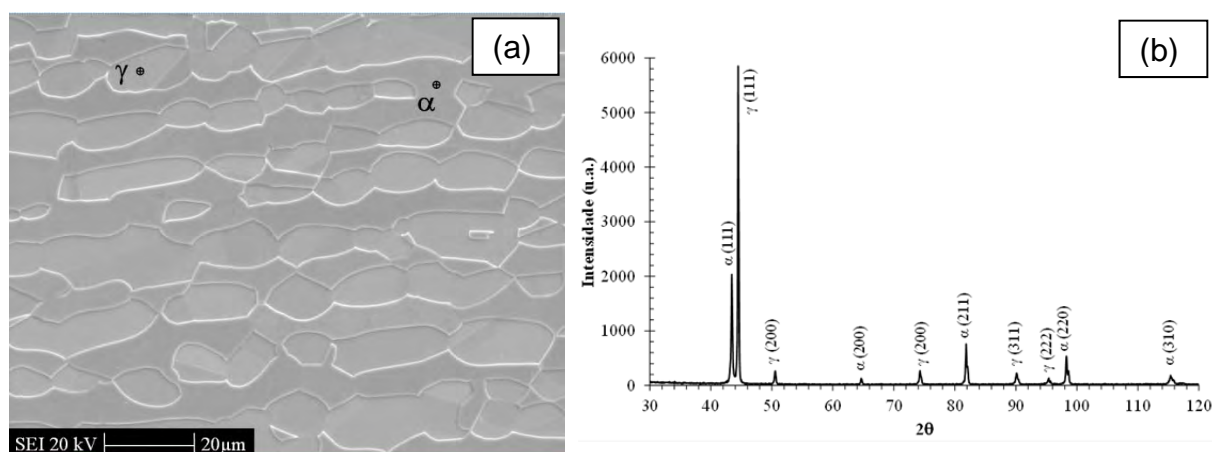 (a)
γ
α
SEI 20 kV 20µm
(b)
Intensidade (u.a.)
6000
5000
4000
3000
2000
1000
0
α (111)
γ (111)
γ (200)
α (200)
γ (200)
α (211)
γ (311)
γ (222)
α (220)
α (310)
30 40 50 60 70 80 90 100 110 120
2θ